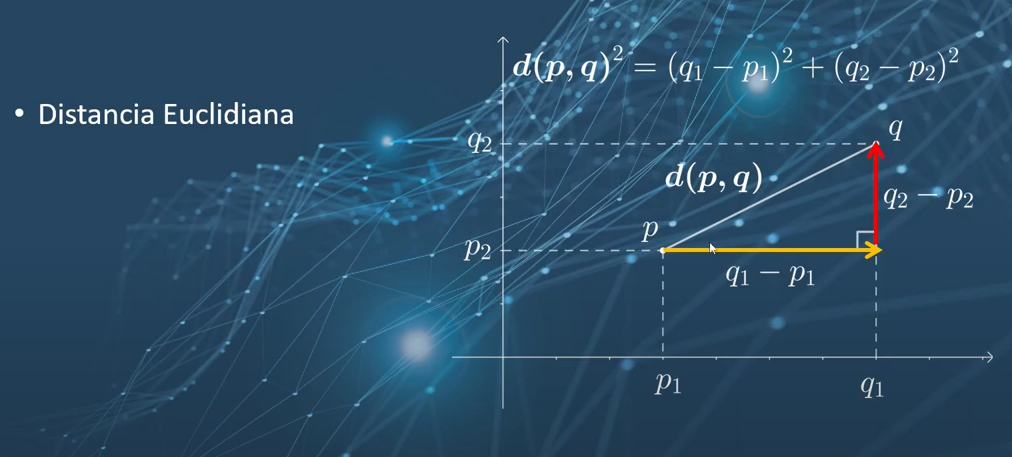 d(p, q)² = (q₁ − p₁)² + (q₂ − p₂)²
• Distancia Euclidiana
q
q₂
d(p, q)
q₂ − p₂
p
p₂
q₁ − p₁
p₁
q₁